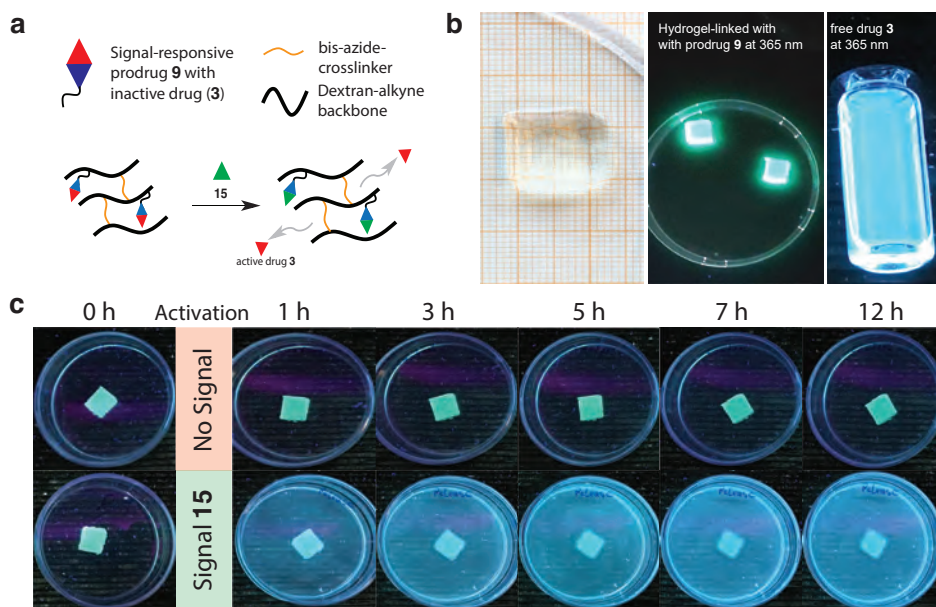 a
Signal-responsive
prodrug 9 with
inactive drug (3)
bis-azide-
crosslinker
Dextran-alkyne
backbone
15
active drug 3
b
Hydrogel-linked with
with prodrug 9 at 365 nm
free drug 3
at 365 nm
c
0 h Activation 1 h 3 h 5 h 7 h 12 h
No Signal
Signal 15